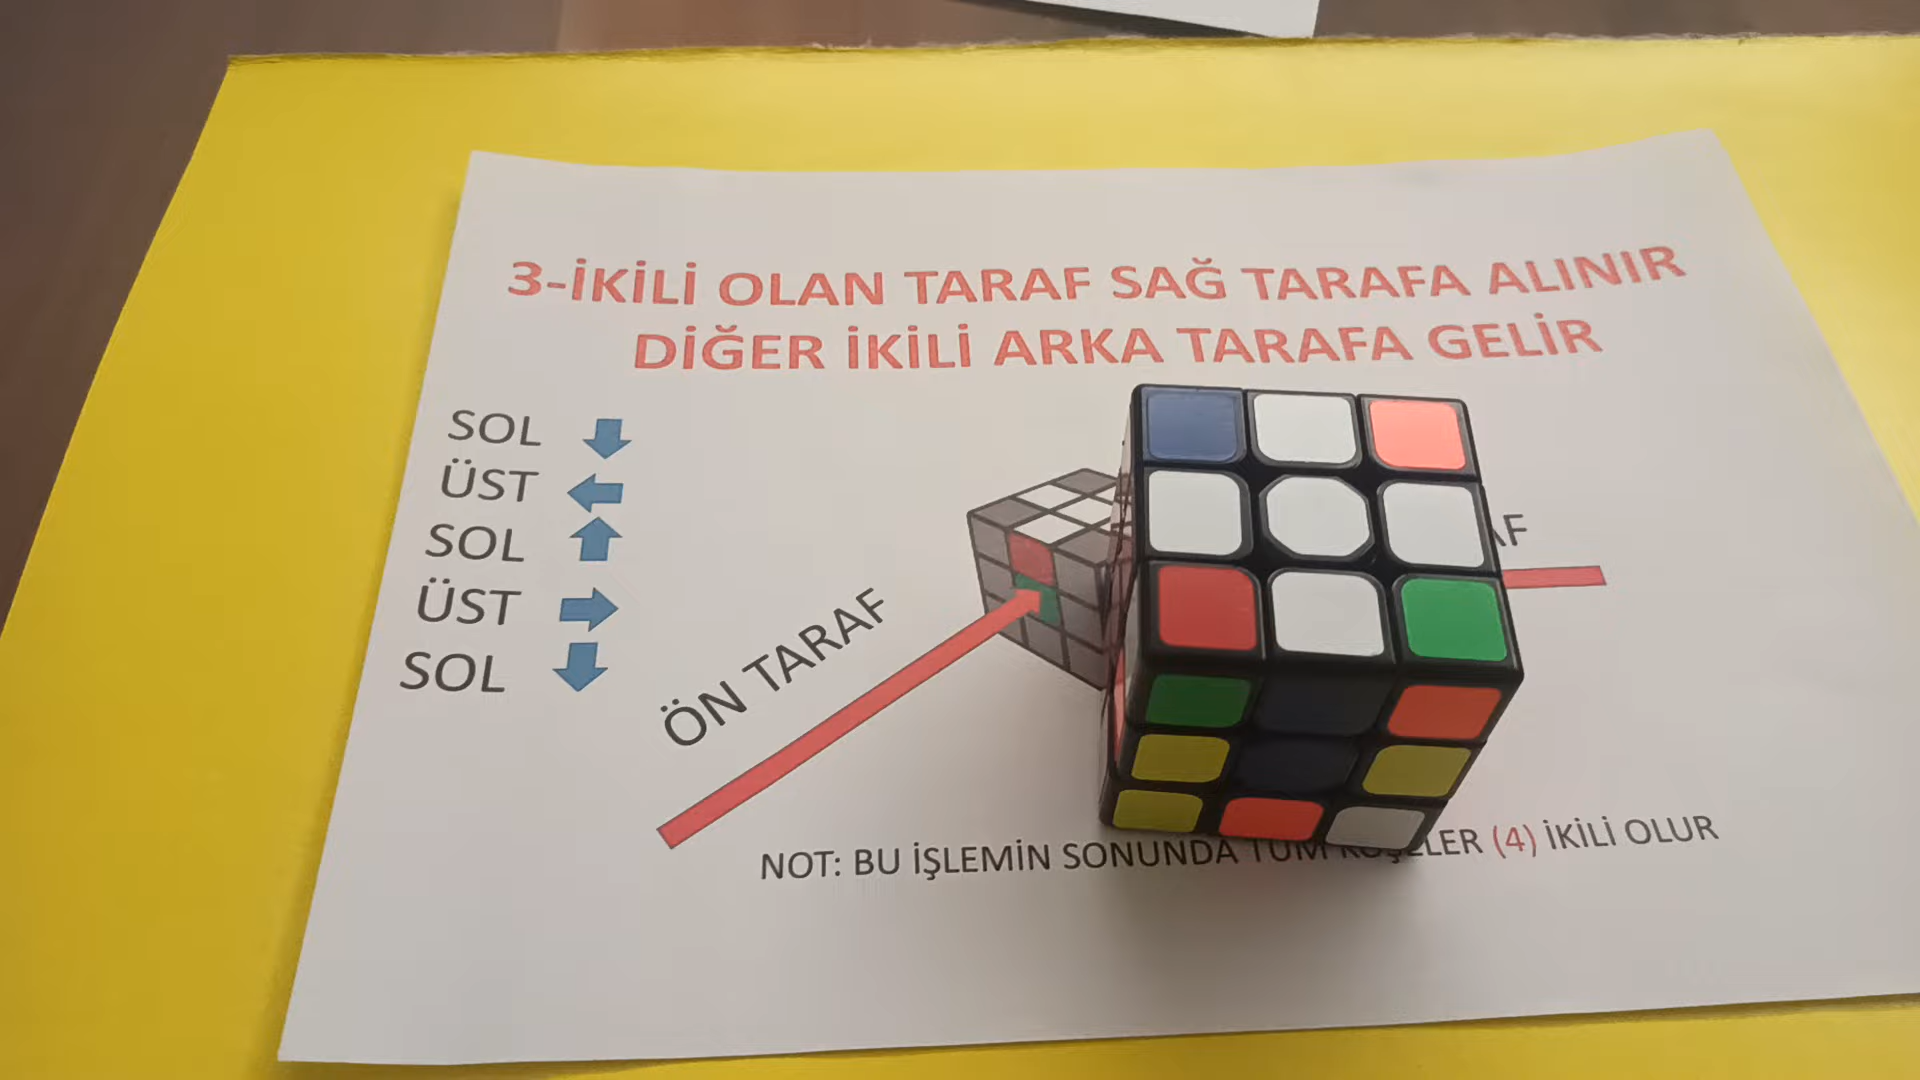 3-İKİLİ OLAN TARAF SAĞ TARAFA ALINIR
DİĞER İKİLİ ARKA TARAFA GELİR
SOL
ÜST
SOL
ÜST
SOL
ÖN TARAF
NOT: BU İŞLEMİN SONUNDA TÜM (4) İKİLİ OLUR